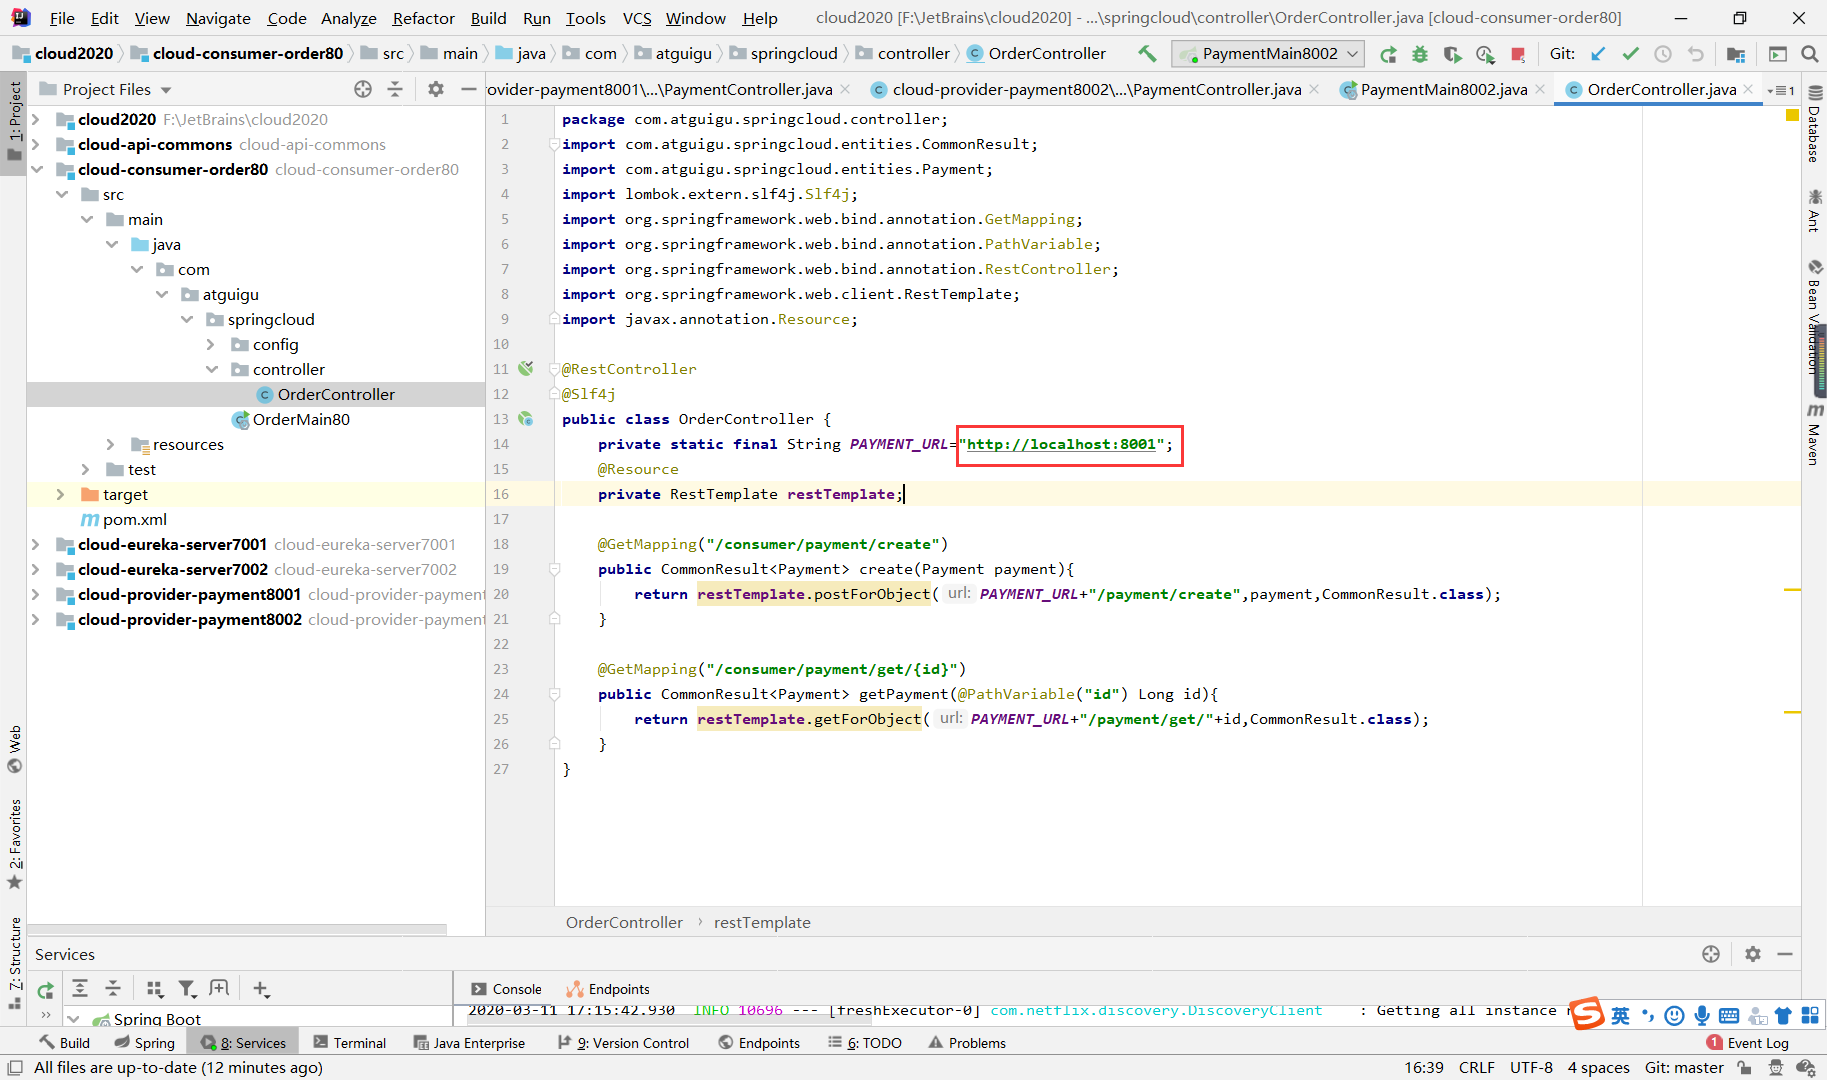 File Edit View Navigate Code Analyze Refactor Build Run Tools VCS Window Help cloud2020 [F:\JetBrains\cloud2020] - ...\springcloud\controller\OrderController.java [cloud-consumer-order80]
cloud2020 cloud-consumer-order80 src main java com atguigu springcloud controller OrderController PaymentMain8002 Git:
Project Files
ovider-payment8001\...\PaymentController.java cloud-provider-payment8002\...\PaymentController.java PaymentMain8002.java OrderController.java 1
1: Project
cloud2020 F:\JetBrains\cloud2020
cloud-api-commons cloud-api-commons
cloud-consumer-order80 cloud-consumer-order80
src
main
java
com
atguigu
springcloud
config
controller
OrderController
OrderMain80
resources
test
target
pom.xml
cloud-eureka-server7001 cloud-eureka-server7001
cloud-eureka-server7002 cloud-eureka-server7002
cloud-provider-payment8001 cloud-provider-payment
cloud-provider-payment8002 cloud-provider-payment
Web
2: Favorites
7: Structure
1 package com.atguigu.springcloud.controller;
2 import com.atguigu.springcloud.entities.CommonResult;
3 import com.atguigu.springcloud.entities.Payment;
4 import lombok.extern.slf4j.Slf4j;
5 import org.springframework.web.bind.annotation.GetMapping;
6 import org.springframework.web.bind.annotation.PathVariable;
7 import org.springframework.web.bind.annotation.RestController;
8 import org.springframework.web.client.RestTemplate;
9 import javax.annotation.Resource;
10
11 @RestController
12 @Slf4j
13 public class OrderController {
14 private static final String PAYMENT_URL="http://localhost:8001";
15 @Resource
16 private RestTemplate restTemplate;
17
18 @GetMapping("/consumer/payment/create")
19 public CommonResult<Payment> create(Payment payment){
20 return restTemplate.postForObject( url: PAYMENT_URL+"/payment/create",payment,CommonResult.class);
21 }
22
23 @GetMapping("/consumer/payment/get/{id}")
24 public CommonResult<Payment> getPayment(@PathVariable("id") Long id){
25 return restTemplate.getForObject( url: PAYMENT_URL+"/payment/get/"+id,CommonResult.class);
26 }
27 }
Database
Ant
Bean Validation
Maven
OrderController › restTemplate
Services
Console Endpoints
Spring Boot
2020-03-11 17:15:42.930 INFO 10696 --- [freshExecutor-0] com.netflix.discovery.DiscoveryClient : Getting all instance
英
Build Spring 8: Services Terminal Java Enterprise 9: Version Control Endpoints 6: TODO Problems 1 Event Log
All files are up-to-date (12 minutes ago) 16:39 CRLF UTF-8 4 spaces Git: master